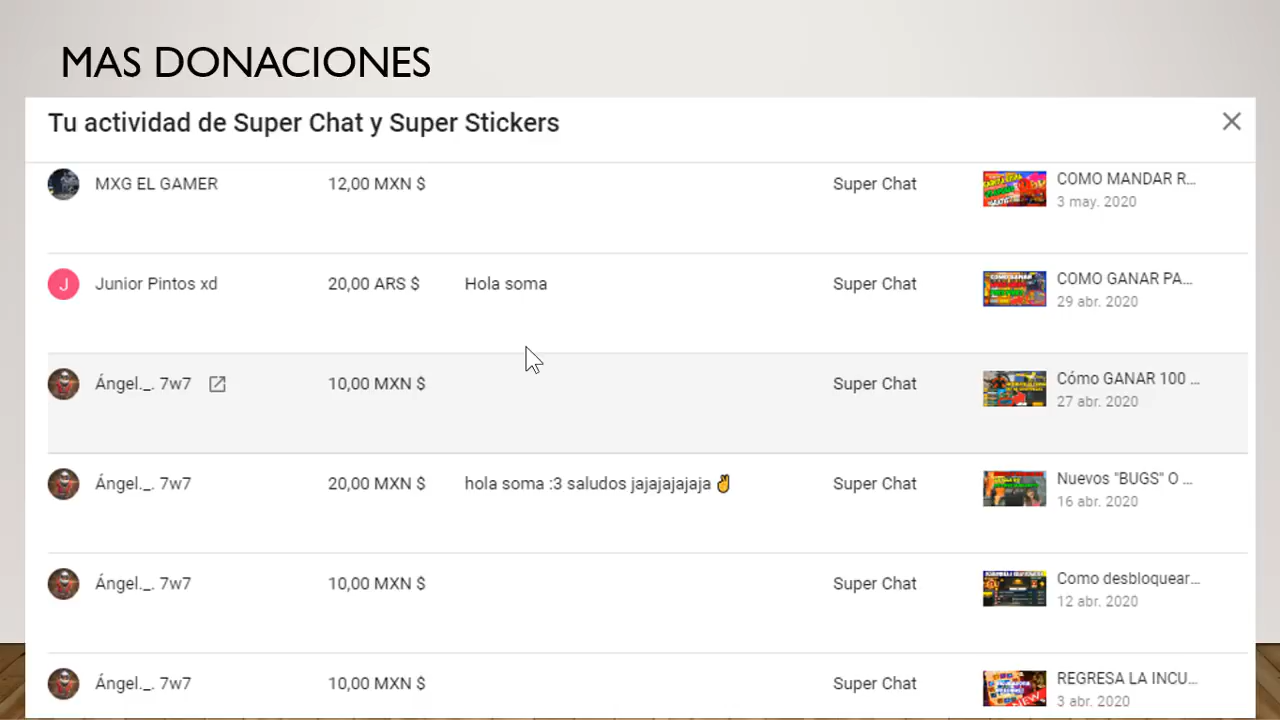 MAS DONACIONES
Tu actividad de Super Chat y Super Stickers
MXG EL GAMER 12,00 MXN $ Super Chat COMO MANDAR R...
3 may. 2020
Junior Pintos xd 20,00 ARS $ Hola soma Super Chat COMO GANAR PA...
29 abr. 2020
Ángel._. 7w7 10,00 MXN $ Super Chat Cómo GANAR 100 ...
27 abr. 2020
Ángel._. 7w7 20,00 MXN $ hola soma :3 saludos jajajajajaja ✌ Super Chat Nuevos "BUGS" O ...
16 abr. 2020
Ángel._. 7w7 10,00 MXN $ Super Chat Como desbloquear...
12 abr. 2020
Ángel._. 7w7 10,00 MXN $ Super Chat REGRESA LA INCU...
3 abr. 2020